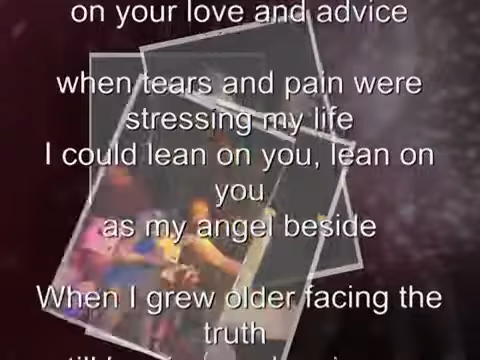 on your love and advice
when tears and pain were
stressing my life
I could lean on you, lean on
you
as my angel beside
When I grew older facing the
truth